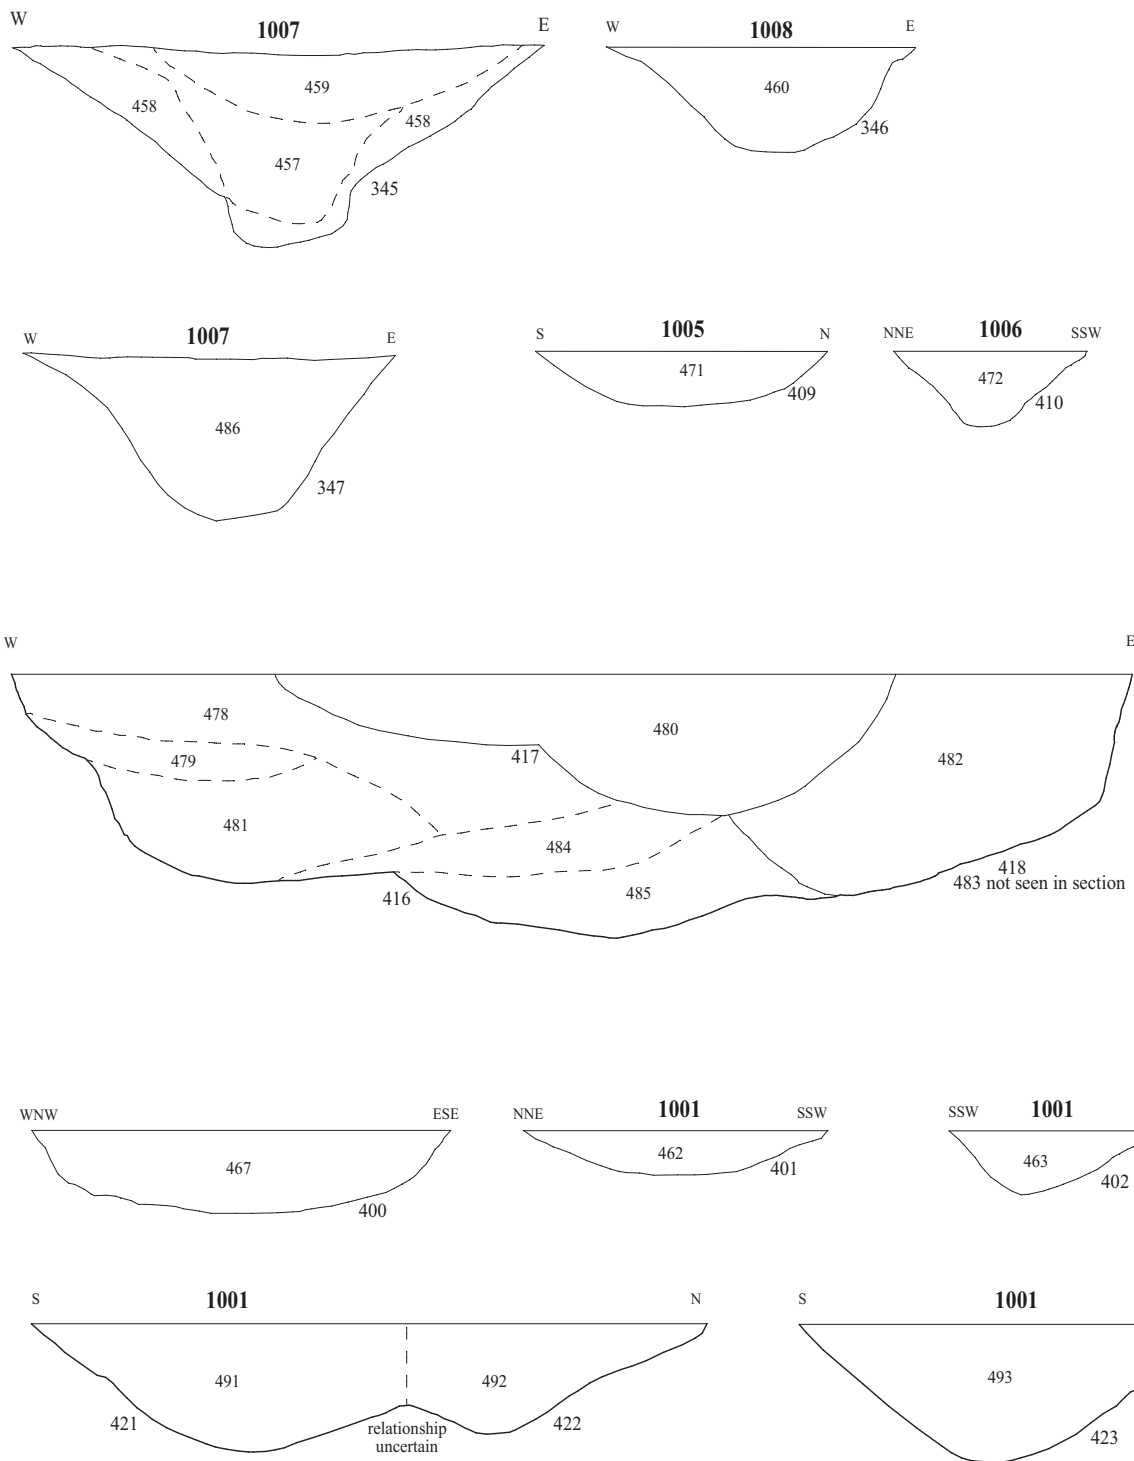 W 1007 E
459
458
458
457
345
W 1008 E
460
346
W 1007 E
486
347
S 1005 N
471
409
NNE 1006 SSW
472
410
W E
478
480
417
479
482
481
484
418
416
485
483 not seen in section
WNW ESE
467
400
NNE 1001 SSW
462
401
SSW 1001
463
402
S 1001 N
491
492
421
422
relationship
uncertain
S 1001
493
423